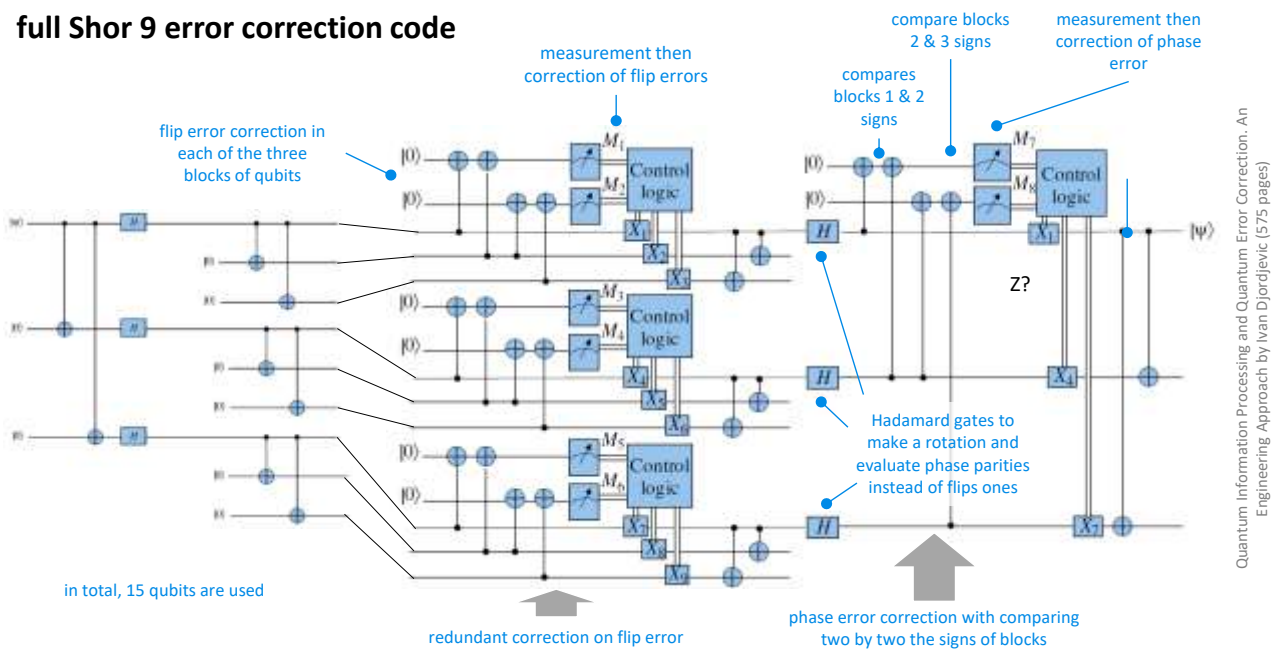 full Shor 9 error correction code
compare blocks
2 & 3 signs
measurement then
correction of phase
error
measurement then
correction of flip errors
compares
blocks 1 & 2
signs
flip error correction in
each of the three
blocks of qubits
|0⟩
M₁
|0⟩
M₂
Control
logic
X₁
X₂
X₃
|0⟩
M₃
|0⟩
M₄
Control
logic
X₄
X₅
X₆
|0⟩
M₅
|0⟩
M₆
Control
logic
X₇
X₈
X₉
H
H
H
|0⟩
M₇
|0⟩
M₈
Control
logic
H
X₁
|ψ⟩
Z?
H
X₄
Hadamard gates to
make a rotation and
evaluate phase parities
instead of flips ones
H
X₇
in total, 15 qubits are used
redundant correction on flip error
phase error correction with comparing
two by two the signs of blocks
Quantum Information Processing and Quantum Error Correction. An
Engineering Approach by Ivan Djordjevic (575 pages)